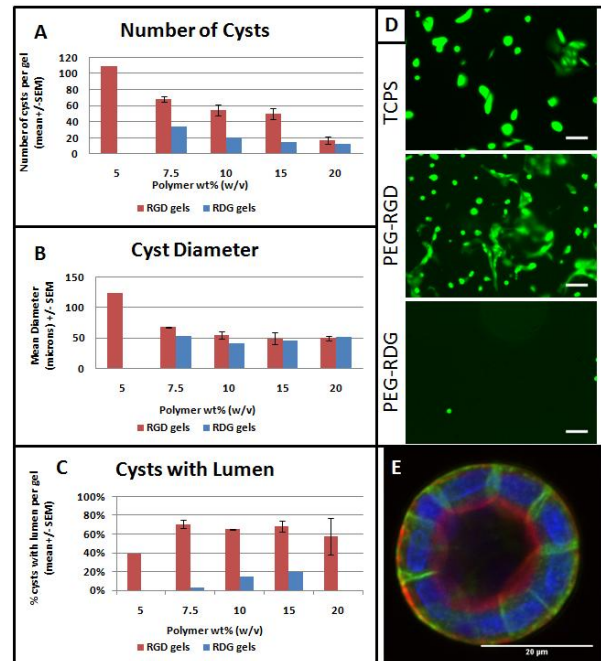 A
Number of Cysts
Number of cysts per gel
(mean+/-SEM)
120
100
80
60
40
20
0
5 7.5 10 15 20
Polymer wt% (w/v)
RGD gels RDG gels
B
Cyst Diameter
Mean Diameter
(microns) +/- SEM
150
100
50
0
5 7.5 10 15 20
Polymer wt% (w/v)
RGD gels RDG gels
C
Cysts with Lumen
% cysts with lumen per gel
(mean+/-SEM)
100%
80%
60%
40%
20%
0%
5 7.5 10 15 20
Polymer wt% (w/v)
RGD gels RDG gels
D
TCPS
PEG-RGD
PEG-RDG
E
20 µm